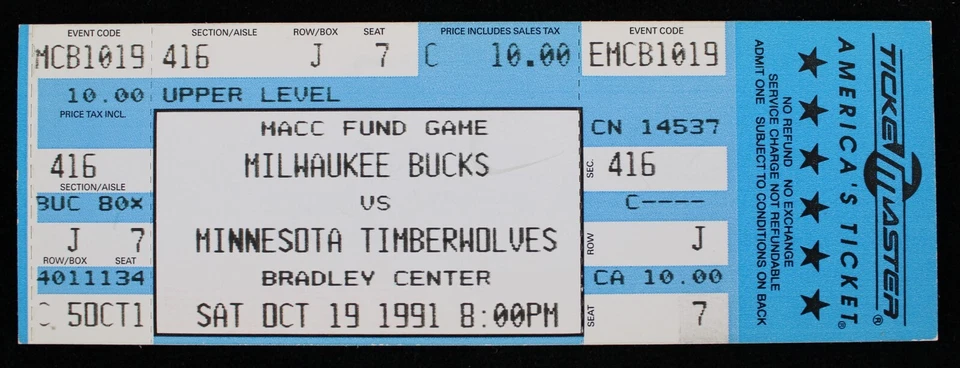 EVENT CODE
MCB1019
10.00
PRICE TAX INCL.
416
SECTION/AISLE
BUC 80X
J 7
ROW/BOX SEAT
4011134
C 5OCT1
SECTION/AISLE ROW/BOX SEAT
416 J 7
UPPER LEVEL
PRICE INCLUDES SALES TAX
C 10.00
MACC FUND GAME
MILWAUKEE BUCKS
VS
MINNESOTA TIMBERWOLVES
BRADLEY CENTER
SAT OCT 19 1991 8:00PM
EVENT CODE
EMCB1019
CN 14537
SEC. 416
C----
ROW J
CA 10.00
SEAT 7
ADMIT ONE SUBJECT TO CONDITIONS ON BACK
SERVICE CHARGE NOT REFUNDABLE
NO REFUND NO EXCHANGE
AMERICA'S TICKET®
TICKETMASTER®